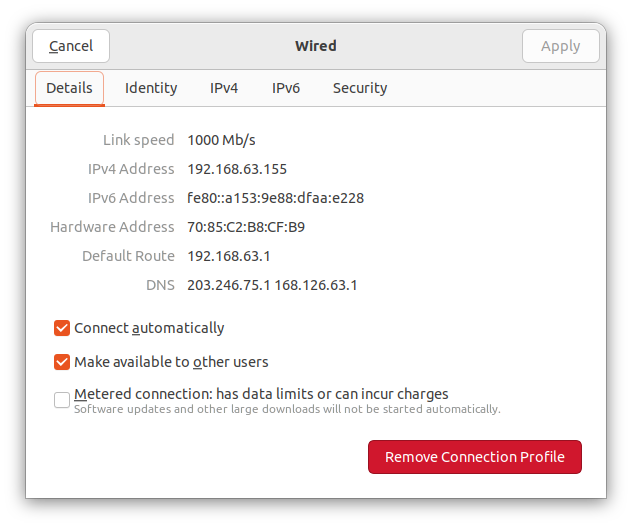 Cancel Wired Apply
Details Identity IPv4 IPv6 Security
Link speed 1000 Mb/s
IPv4 Address 192.168.63.155
IPv6 Address fe80::a153:9e88:dfaa:e228
Hardware Address 70:85:C2:B8:CF:B9
Default Route 192.168.63.1
DNS 203.246.75.1 168.126.63.1
Connect automatically
Make available to other users
Metered connection: has data limits or can incur charges
Software updates and other large downloads will not be started automatically.
Remove Connection Profile